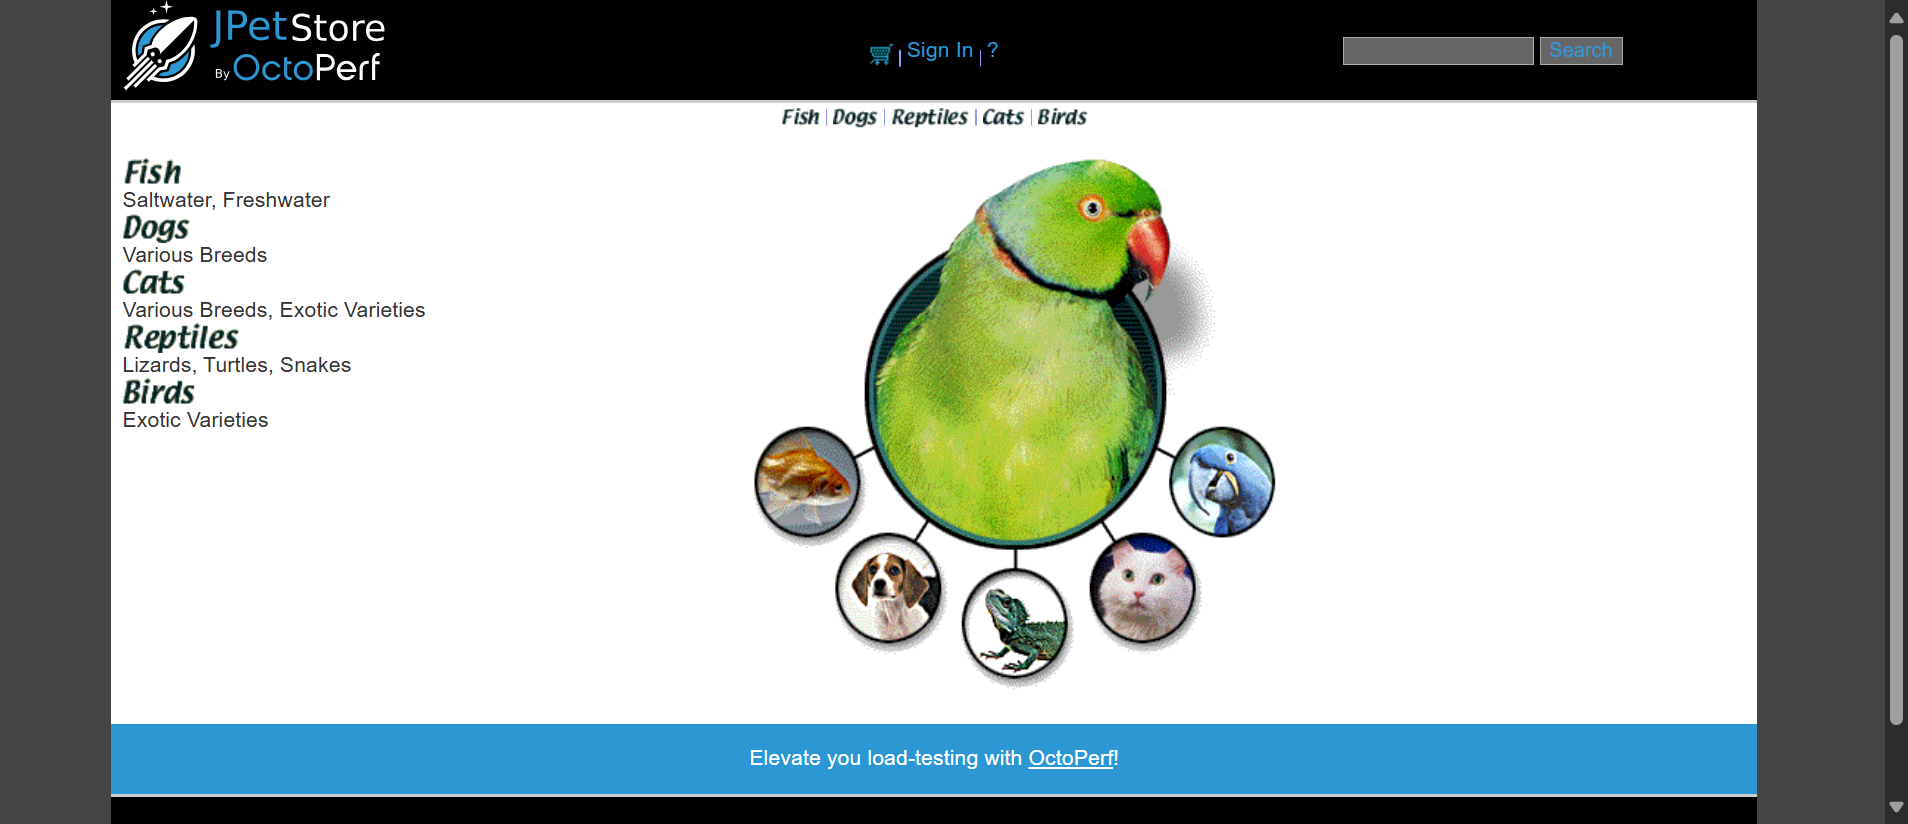 JPetStore
By OctoPerf
Sign In
?
Search
Fish
Dogs
Reptiles
Cats
Birds
Fish
Saltwater, Freshwater
Dogs
Various Breeds
Cats
Various Breeds, Exotic Varieties
Reptiles
Lizards, Turtles, Snakes
Birds
Exotic Varieties
Elevate you load-testing with OctoPerf!